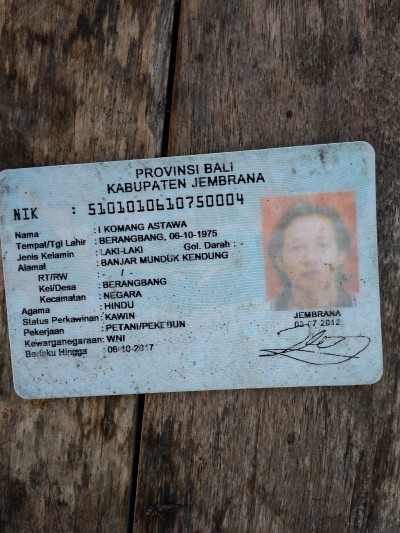 PROVINSI BALI
KABUPATEN JEMBRANA
NIK : 5101010610750004
Nama : I KOMANG ASTAWA
Tempat/Tgl Lahir : BERANGBANG, 06-10-1975
Jenis Kelamin : LAKI-LAKI Gol. Darah : -
Alamat : BANJAR MUNDUK KENDUNG
RT/RW : - / -
Kel/Desa : BERANGBANG
Kecamatan : NEGARA
Agama : HINDU
Status Perkawinan : KAWIN
Pekerjaan : PETANI/PEKEBUN
Kewarganegaraan : WNI
Berlaku Hingga : 06-10-2017
JEMBRANA
03-07-2012